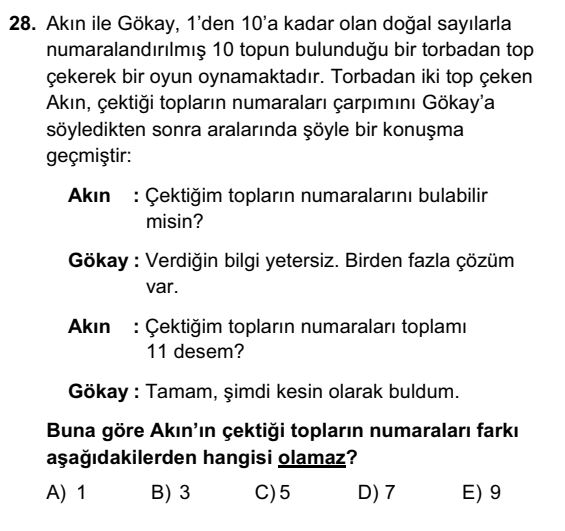 28. Akın ile Gökay, 1’den 10’a kadar olan doğal sayılarla
numaralandırılmış 10 topun bulunduğu bir torbadan top
çekerek bir oyun oynamaktadır. Torbadan iki top çeken
Akın, çektiği topların numaraları çarpımını Gökay’a
söyledikten sonra aralarında şöyle bir konuşma
geçmiştir:
Akın : Çektiğim topların numaralarını bulabilir
misin?
Gökay : Verdiğin bilgi yetersiz. Birden fazla çözüm
var.
Akın : Çektiğim topların numaraları toplamı
11 desem?
Gökay : Tamam, şimdi kesin olarak buldum.
Buna göre Akın’ın çektiği topların numaraları farkı
aşağıdakilerden hangisi olamaz?
A) 1 B) 3 C) 5 D) 7 E) 9